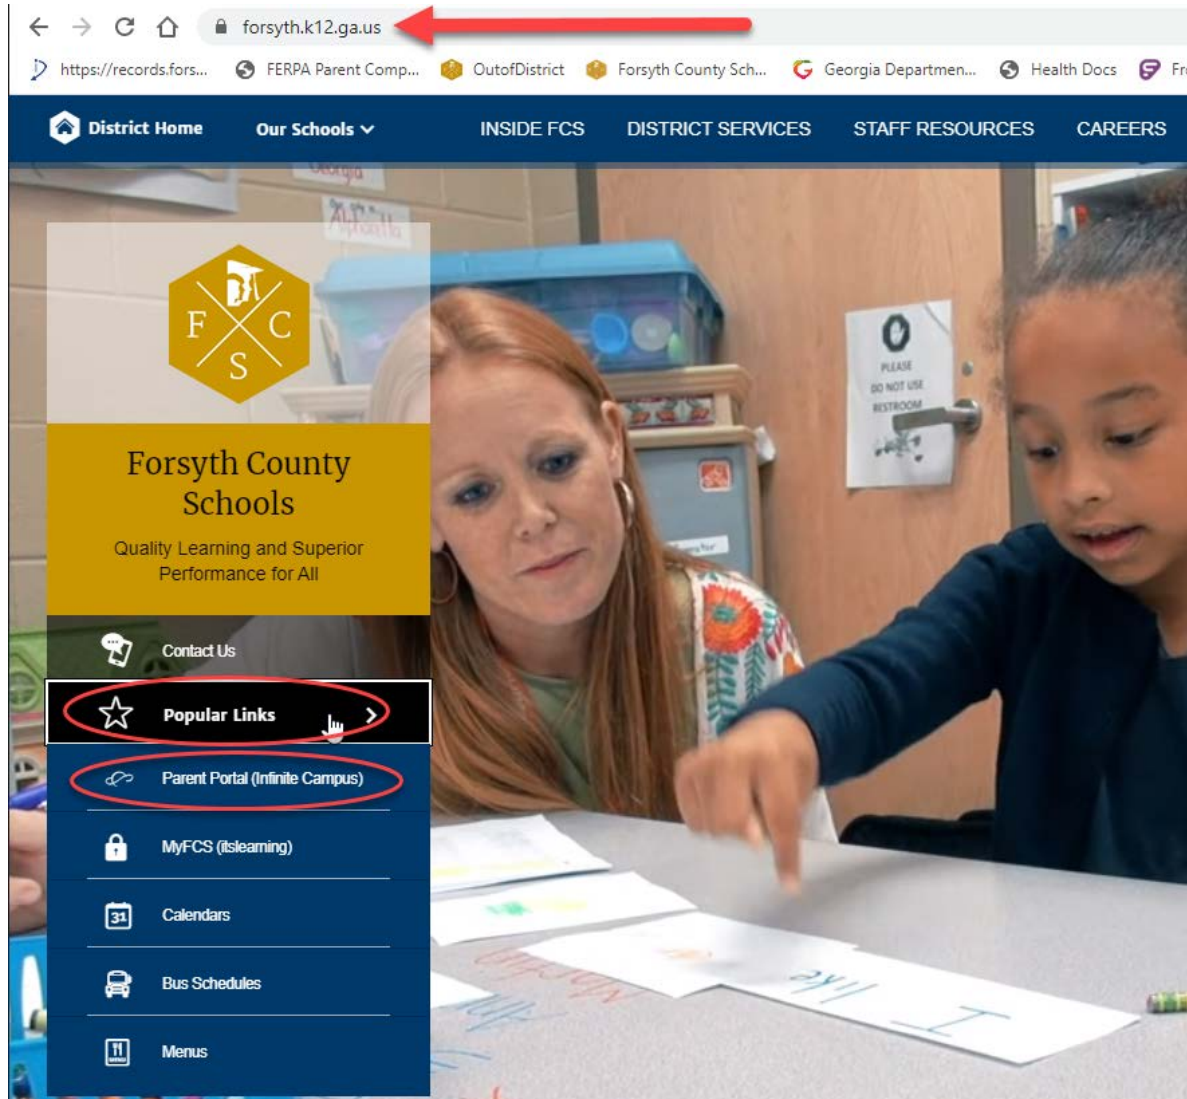 forsyth.k12.ga.us
https://records.fors... FERPA Parent Comp... OutofDistrict Forsyth County Sch... Georgia Departmen... Health Docs Fr
District Home Our Schools INSIDE FCS DISTRICT SERVICES STAFF RESOURCES CAREERS
Georgia
Alpharetta
F C
S
PLEASE
DO NOT USE
RESTROOM
Forsyth County
Schools
Quality Learning and Superior
Performance for All
Contact Us
Popular Links
Parent Portal (Infinite Campus)
MyFCS (itslearning)
31 Calendars
Bus Schedules
Menus
I like